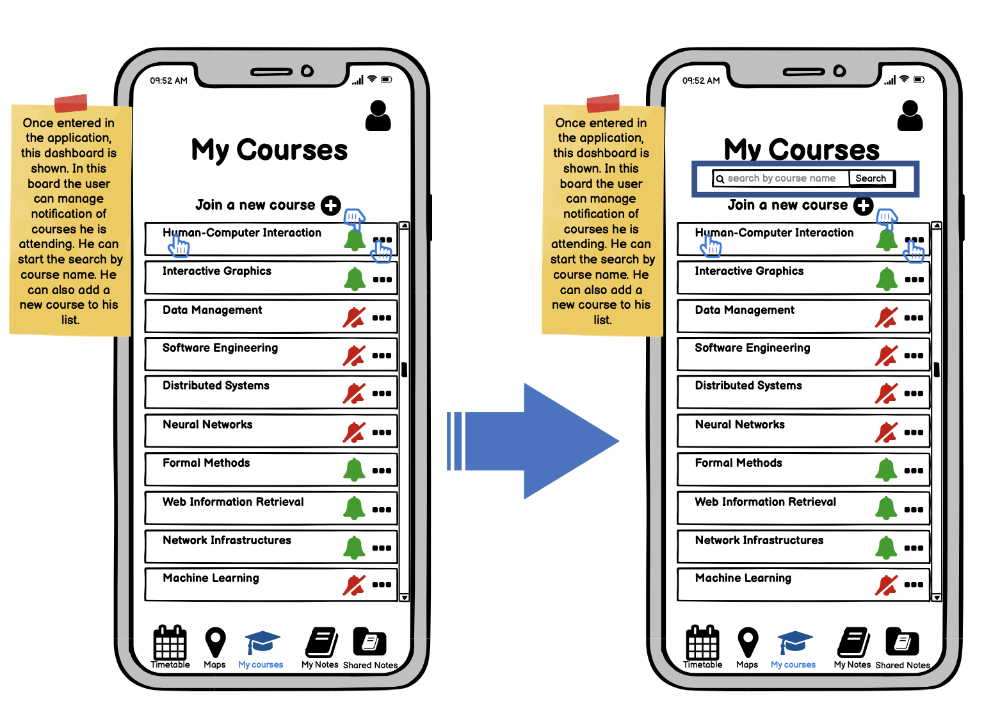 09:52 AM
Once entered in
the application,
this dashboard is
shown. In this
board the user
can manage
notification of
courses he is
attending. He can
start the search by
course name. He
can also add a
new course to his
list.
My Courses
Join a new course
Human-Computer Interaction
Interactive Graphics
Data Management
Software Engineering
Distributed Systems
Neural Networks
Formal Methods
Web Information Retrieval
Network Infrastructures
Machine Learning
Timetable
Maps
My courses
My Notes
Shared Notes
09:52 AM
Once entered in
the application,
this dashboard is
shown. In this
board the user
can manage
notification of
courses he is
attending. He can
start the search by
course name. He
can also add a
new course to his
list.
My Courses
search by course name
Search
Join a new course
Human-Computer Interaction
Interactive Graphics
Data Management
Software Engineering
Distributed Systems
Neural Networks
Formal Methods
Web Information Retrieval
Network Infrastructures
Machine Learning
Timetable
Maps
My courses
My Notes
Shared Notes